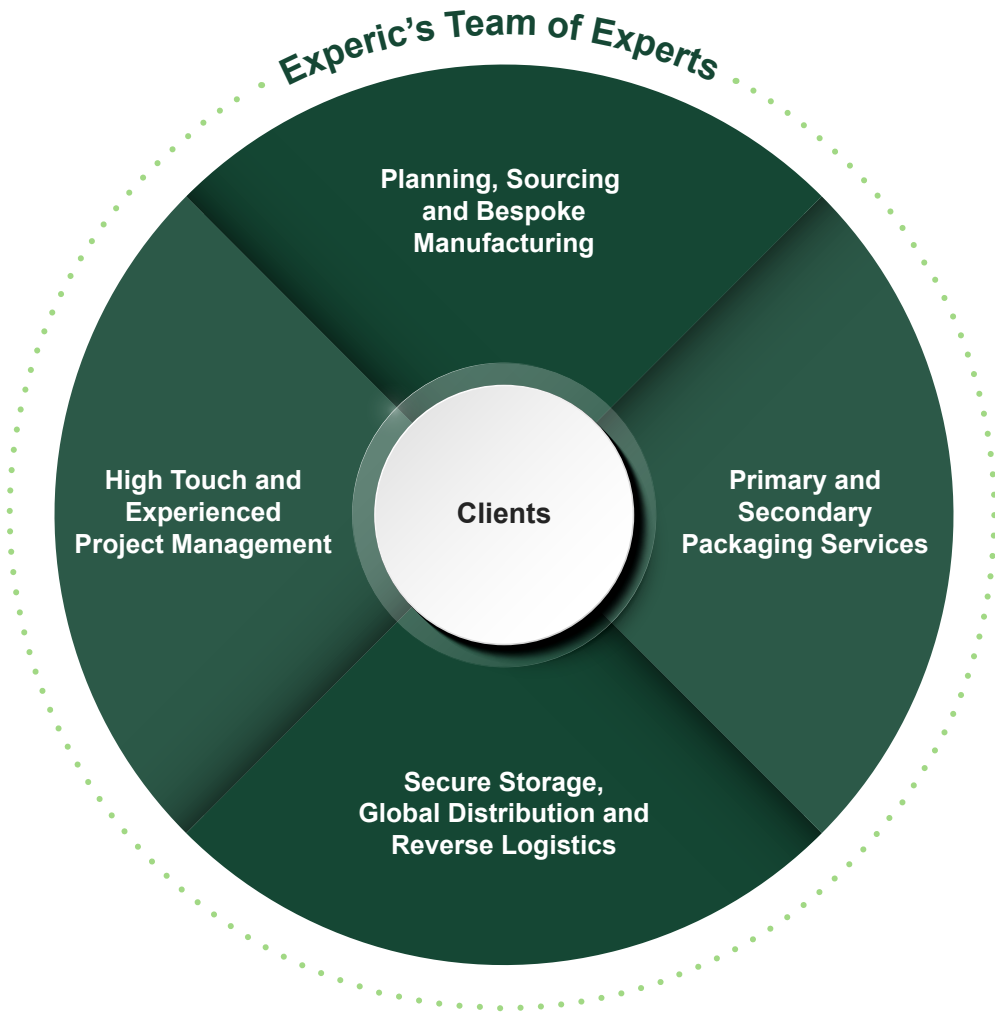 Experic’s Team of Experts
Planning, Sourcing
and Bespoke
Manufacturing
High Touch and
Experienced
Project Management
Clients
Primary and
Secondary
Packaging Services
Secure Storage,
Global Distribution and
Reverse Logistics